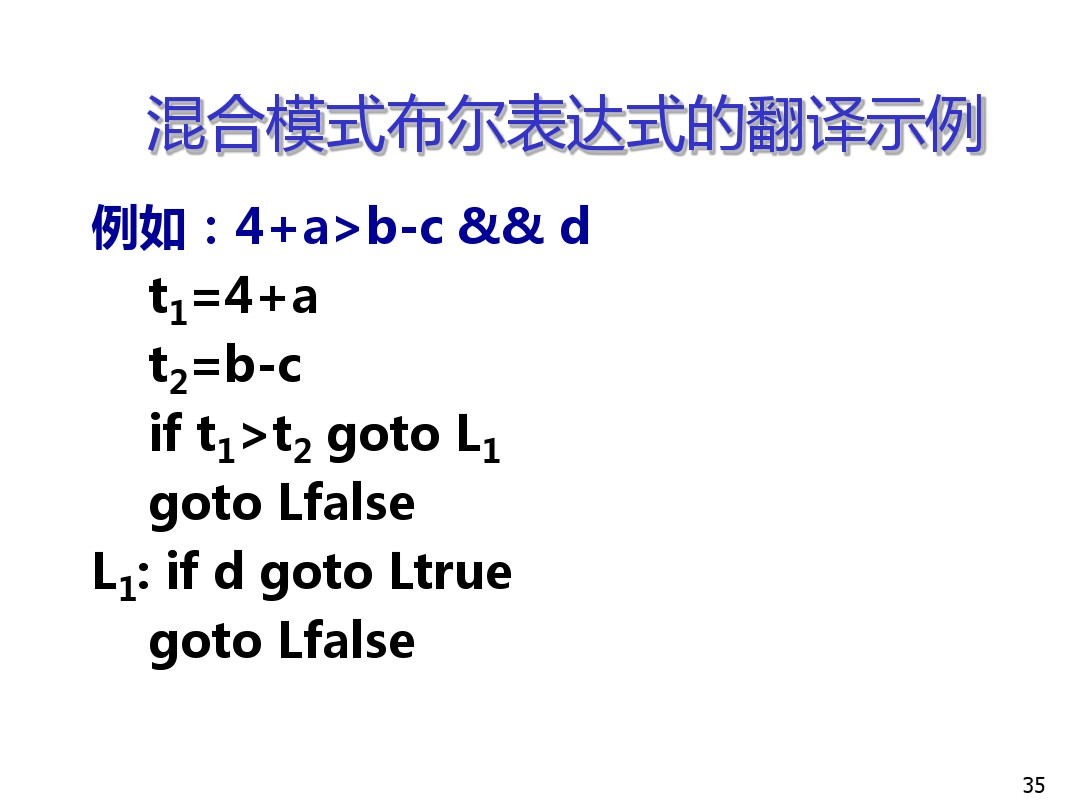 混合模式布尔表达式的翻译示例
例如：4+a>b-c && d
t₁=4+a
t₂=b-c
if t₁>t₂ goto L₁
goto Lfalse
L₁: if d goto Ltrue
goto Lfalse
35